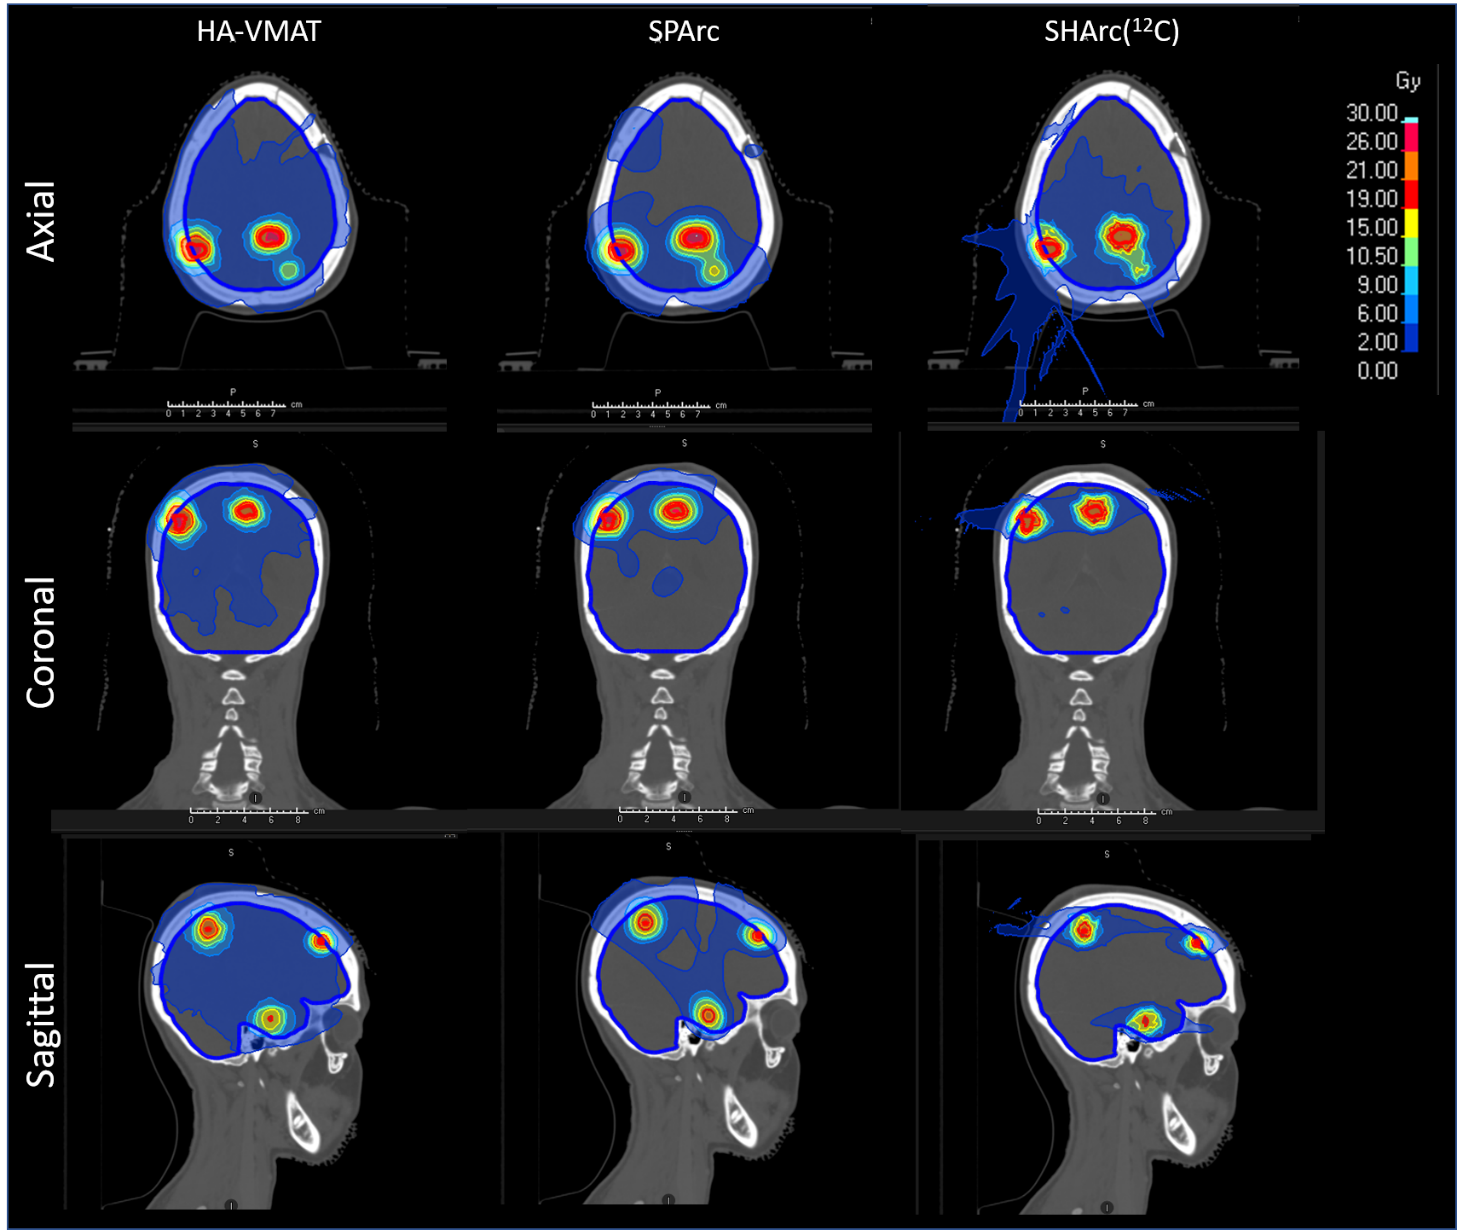 HA-VMAT SPArc SHArc(¹²C)
Gy
30.00
26.00
21.00
19.00
15.00
10.50
9.00
6.00
2.00
0.00
Axial
P P P
0 1 2 3 4 5 6 7 cm 0 1 2 3 4 5 6 7 cm 0 1 2 3 4 5 6 7 cm
S S S
Coronal
I I I
0 2 4 6 8 cm 0 2 4 6 8 cm 0 2 4 6 8 cm
S S S
Sagittal
I I I